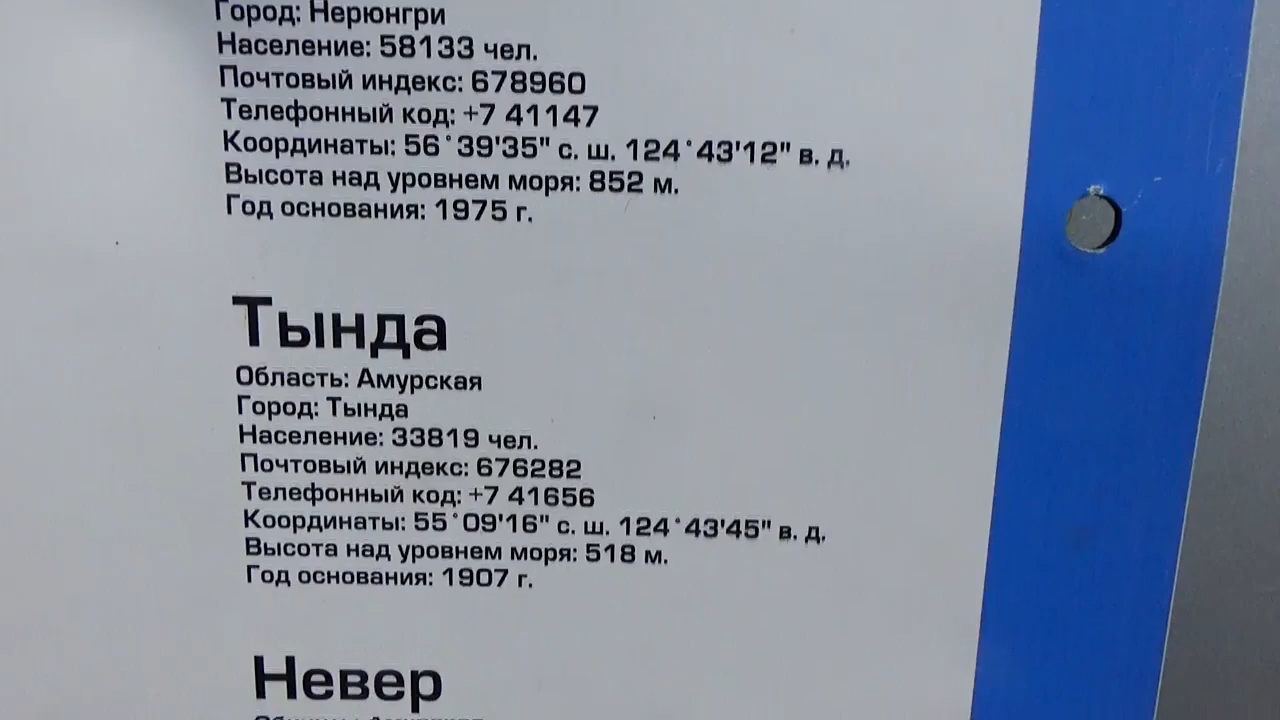 Город: Нерюнгри
Население: 58133 чел.
Почтовый индекс: 678960
Телефонный код: +7 41147
Координаты: 56°39'35" с. ш. 124°43'12" в. д.
Высота над уровнем моря: 852 м.
Год основания: 1975 г.
Тында
Область: Амурская
Город: Тында
Население: 33819 чел.
Почтовый индекс: 676282
Телефонный код: +7 41656
Координаты: 55°09'16" с. ш. 124°43'45" в. д.
Высота над уровнем моря: 518 м.
Год основания: 1907 г.
Невер